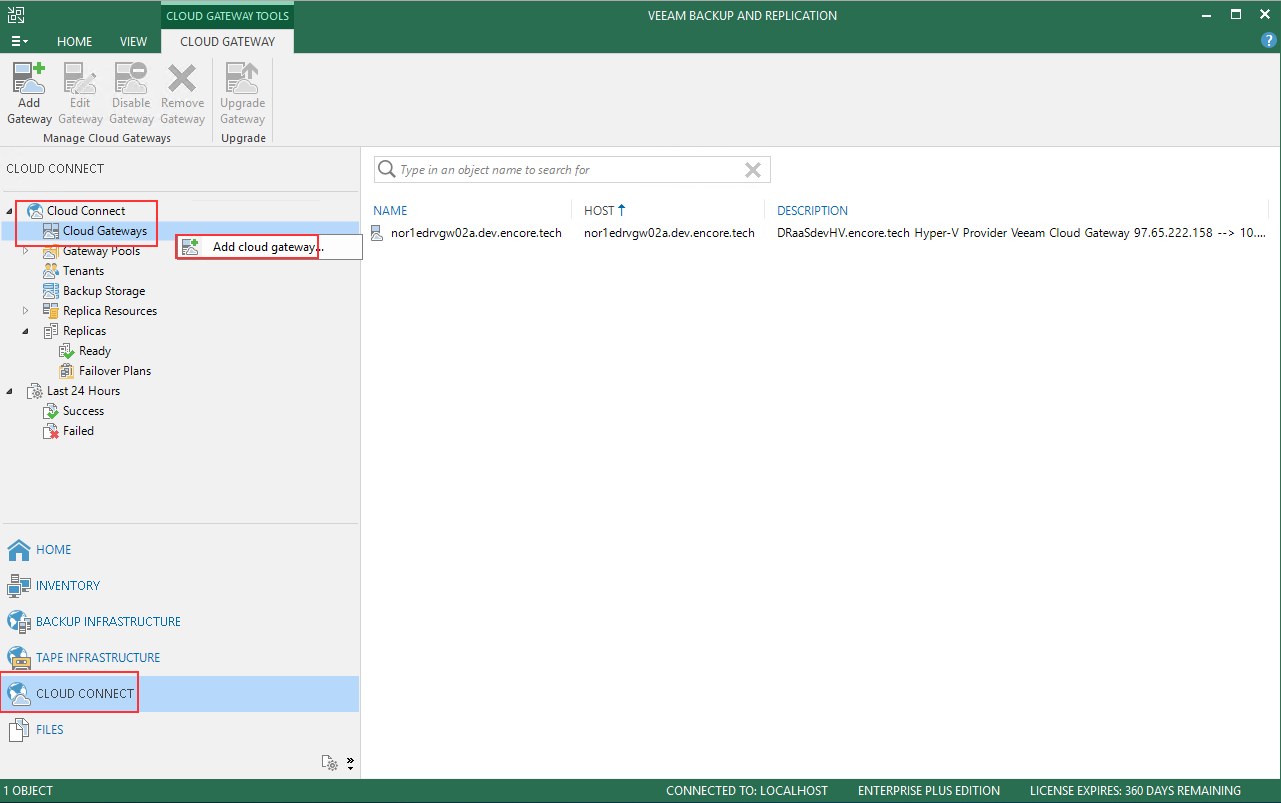 CLOUD GATEWAY TOOLS
VEEAM BACKUP AND REPLICATION
HOME VIEW CLOUD GATEWAY
?
Add Gateway
Edit Gateway
Disable Gateway
Remove Gateway
Upgrade Gateway
Manage Cloud Gateways
Upgrade
CLOUD CONNECT
Cloud Connect
Cloud Gateways
Add cloud gateway...
Gateway Pools
Tenants
Backup Storage
Replica Resources
Replicas
Ready
Failover Plans
Last 24 Hours
Success
Failed
Type in an object name to search for
NAME HOST DESCRIPTION
nor1edrvgw02a.dev.encore.tech nor1edrvgw02a.dev.encore.tech DRaaSdevHV.encore.tech Hyper-V Provider Veeam Cloud Gateway 97.65.222.158 --> 10....
HOME
INVENTORY
BACKUP INFRASTRUCTURE
TAPE INFRASTRUCTURE
CLOUD CONNECT
FILES
1 OBJECT
CONNECTED TO: LOCALHOST
ENTERPRISE PLUS EDITION
LICENSE EXPIRES: 360 DAYS REMAINING